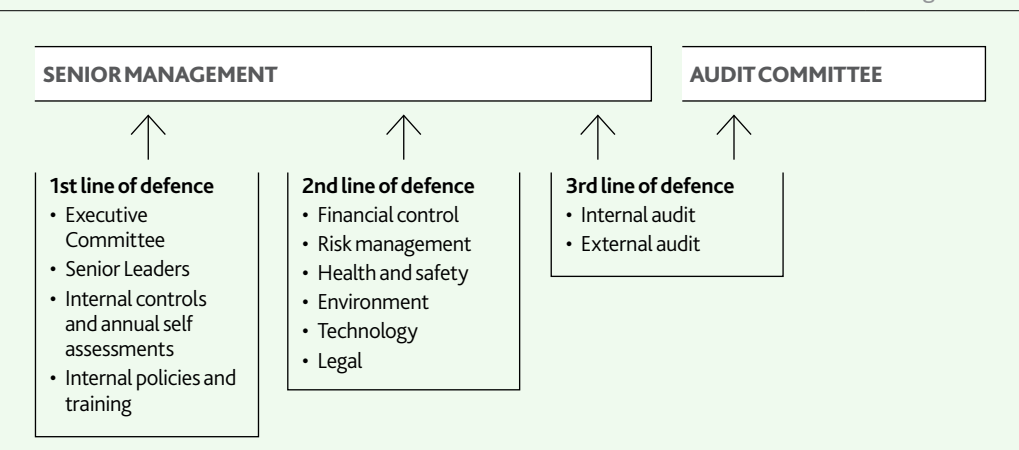 SENIOR MANAGEMENT
AUDIT COMMITTEE
1st line of defence
• Executive
Committee
• Senior Leaders
• Internal controls
and annual self
assessments
• Internal policies and
training
2nd line of defence
• Financial control
• Risk management
• Health and safety
• Environment
• Technology
• Legal
3rd line of defence
• Internal audit
• External audit